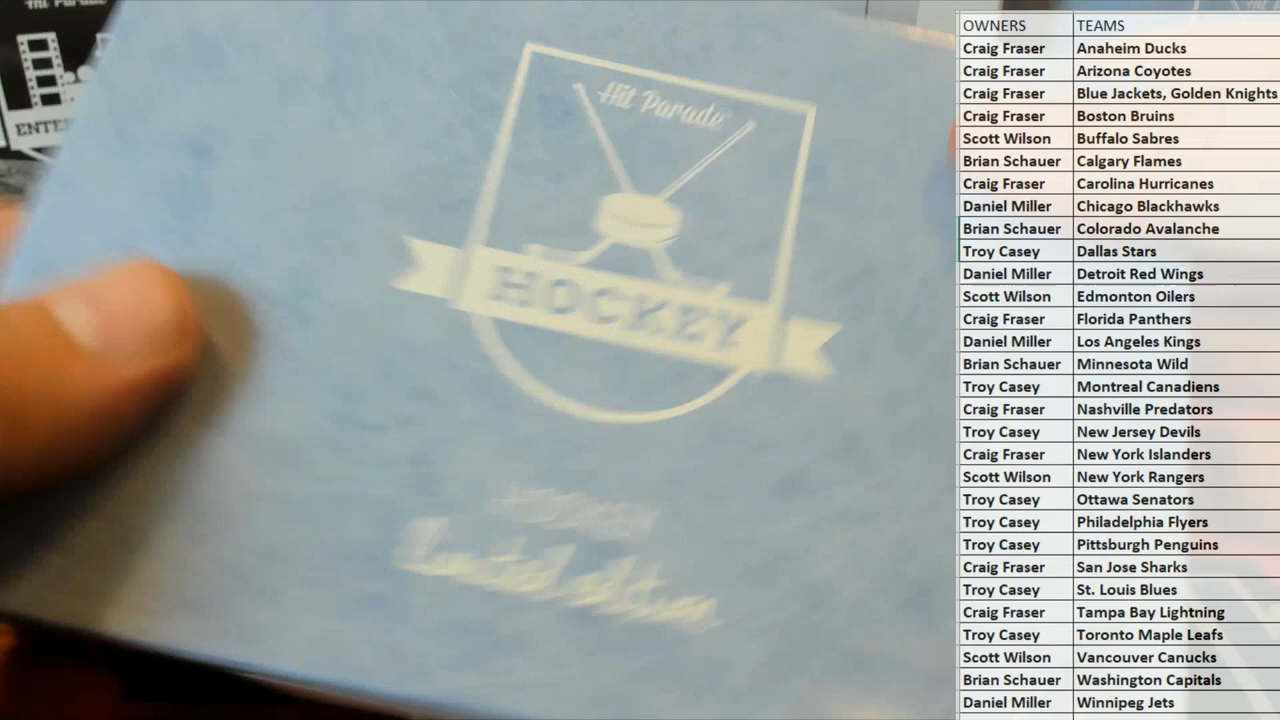 Hit Parade
ENTER
Hit Parade
HOCKEY
Limited Edition
OWNERS TEAMS
Craig Fraser Anaheim Ducks
Craig Fraser Arizona Coyotes
Craig Fraser Blue Jackets, Golden Knights
Craig Fraser Boston Bruins
Scott Wilson Buffalo Sabres
Brian Schauer Calgary Flames
Craig Fraser Carolina Hurricanes
Daniel Miller Chicago Blackhawks
Brian Schauer Colorado Avalanche
Troy Casey Dallas Stars
Daniel Miller Detroit Red Wings
Scott Wilson Edmonton Oilers
Craig Fraser Florida Panthers
Daniel Miller Los Angeles Kings
Brian Schauer Minnesota Wild
Troy Casey Montreal Canadiens
Craig Fraser Nashville Predators
Troy Casey New Jersey Devils
Craig Fraser New York Islanders
Scott Wilson New York Rangers
Troy Casey Ottawa Senators
Troy Casey Philadelphia Flyers
Troy Casey Pittsburgh Penguins
Craig Fraser San Jose Sharks
Troy Casey St. Louis Blues
Craig Fraser Tampa Bay Lightning
Troy Casey Toronto Maple Leafs
Scott Wilson Vancouver Canucks
Brian Schauer Washington Capitals
Daniel Miller Winnipeg Jets